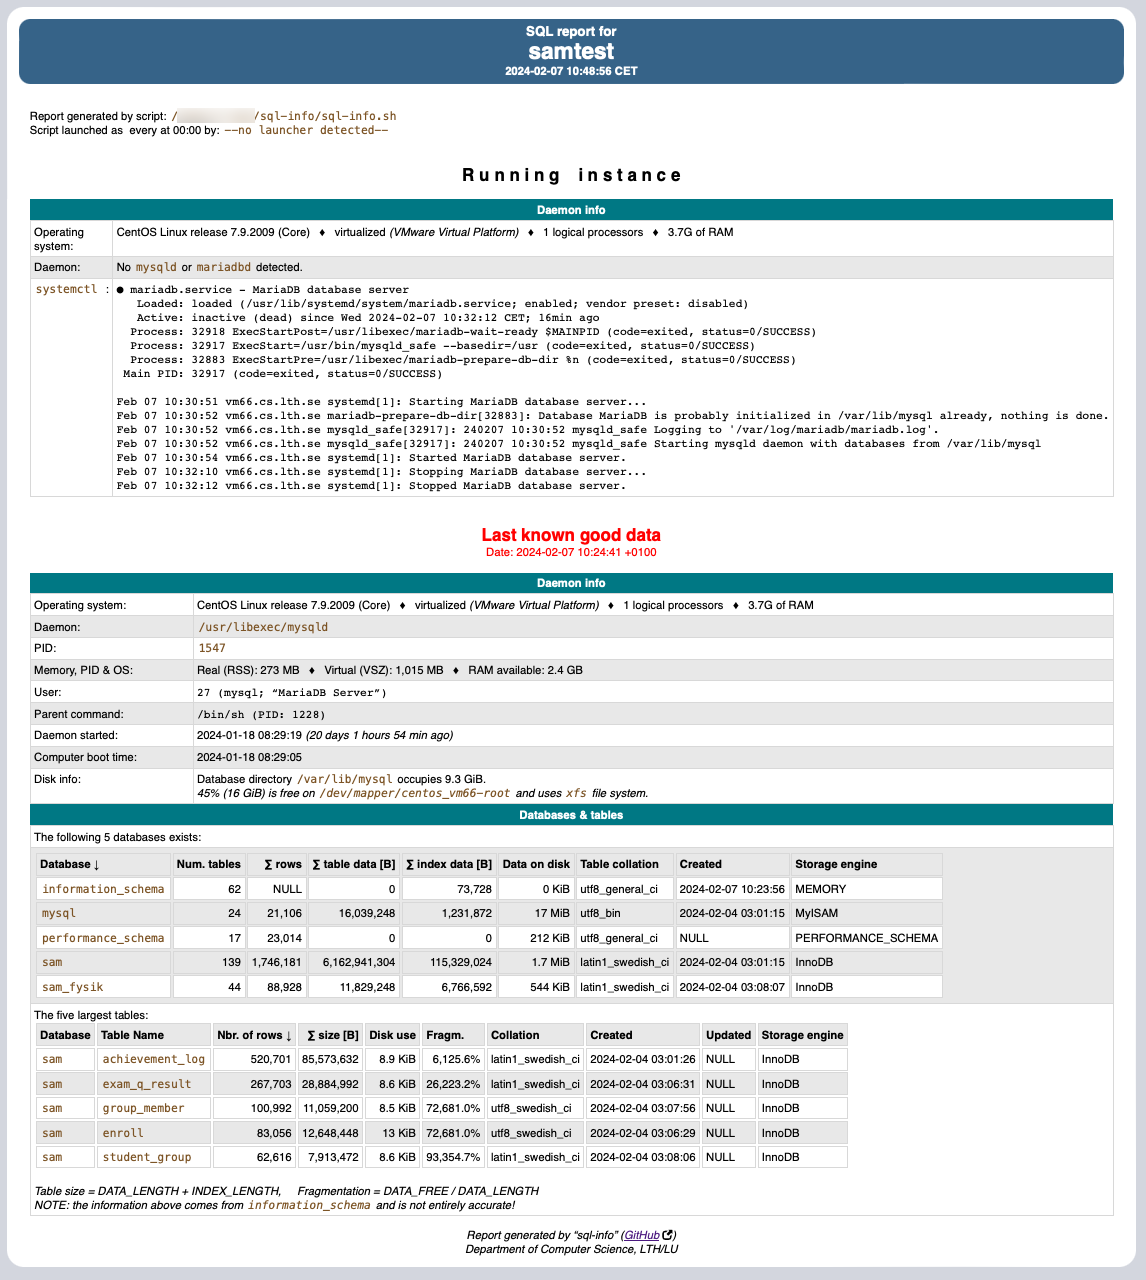 SQL report for
samtest
2024-02-07 10:48:56 CET
Report generated by script: / /sql-info/sql-info.sh
Script launched as every at 00:00 by: --no launcher detected--
Running instance
Daemon info
Operating system: CentOS Linux release 7.9.2009 (Core) ♦ virtualized (VMware Virtual Platform) ♦ 1 logical processors ♦ 3.7G of RAM
Daemon: No mysqld or mariadbd detected.
systemctl : ● mariadb.service - MariaDB database server
Loaded: loaded (/usr/lib/systemd/system/mariadb.service; enabled; vendor preset: disabled)
Active: inactive (dead) since Wed 2024-02-07 10:32:12 CET; 16min ago
Process: 32918 ExecStartPost=/usr/libexec/mariadb-wait-ready $MAINPID (code=exited, status=0/SUCCESS)
Process: 32917 ExecStart=/usr/bin/mysqld_safe --basedir=/usr (code=exited, status=0/SUCCESS)
Process: 32883 ExecStartPre=/usr/libexec/mariadb-prepare-db-dir %n (code=exited, status=0/SUCCESS)
Main PID: 32917 (code=exited, status=0/SUCCESS)
Feb 07 10:30:51 vm66.cs.lth.se systemd[1]: Starting MariaDB database server...
Feb 07 10:30:52 vm66.cs.lth.se mariadb-prepare-db-dir[32883]: Database MariaDB is probably initialized in /var/lib/mysql already, nothing is done.
Feb 07 10:30:52 vm66.cs.lth.se mysqld_safe[32917]: 240207 10:30:52 mysqld_safe Logging to '/var/log/mariadb/mariadb.log'.
Feb 07 10:30:52 vm66.cs.lth.se mysqld_safe[32917]: 240207 10:30:52 mysqld_safe Starting mysqld daemon with databases from /var/lib/mysql
Feb 07 10:30:54 vm66.cs.lth.se systemd[1]: Started MariaDB database server.
Feb 07 10:32:10 vm66.cs.lth.se systemd[1]: Stopping MariaDB database server...
Feb 07 10:32:12 vm66.cs.lth.se systemd[1]: Stopped MariaDB database server.
Last known good data
Date: 2024-02-07 10:24:41 +0100
Daemon info
Operating system: CentOS Linux release 7.9.2009 (Core) ♦ virtualized (VMware Virtual Platform) ♦ 1 logical processors ♦ 3.7G of RAM
Daemon: /usr/libexec/mysqld
PID: 1547
Memory, PID & OS: Real (RSS): 273 MB ♦ Virtual (VSZ): 1,015 MB ♦ RAM available: 2.4 GB
User: 27 (mysql; “MariaDB Server”)
Parent command: /bin/sh (PID: 1228)
Daemon started: 2024-01-18 08:29:19 (20 days 1 hours 54 min ago)
Computer boot time: 2024-01-18 08:29:05
Disk info: Database directory /var/lib/mysql occupies 9.3 GiB.
45% (16 GiB) is free on /dev/mapper/centos_vm66-root and uses xfs file system.
Databases & tables
The following 5 databases exists:
Database ↓ Num. tables ∑ rows ∑ table data [B] ∑ index data [B] Data on disk Table collation Created Storage engine
information_schema 62 NULL 0 73,728 0 KiB utf8_general_ci 2024-02-07 10:23:56 MEMORY
mysql 24 21,106 16,039,248 1,231,872 17 MiB utf8_bin 2024-02-04 03:01:15 MyISAM
performance_schema 17 23,014 0 0 212 KiB utf8_general_ci NULL PERFORMANCE_SCHEMA
sam 139 1,746,181 6,162,941,304 115,329,024 1.7 MiB latin1_swedish_ci 2024-02-04 03:01:15 InnoDB
sam_fysik 44 88,928 11,829,248 6,766,592 544 KiB latin1_swedish_ci 2024-02-04 03:08:07 InnoDB
The five largest tables:
Database Table Name Nbr. of rows ↓ ∑ size [B] Disk use Fragm. Collation Created Updated Storage engine
sam achievement_log 520,701 85,573,632 8.9 KiB 6,125.6% latin1_swedish_ci 2024-02-04 03:01:26 NULL InnoDB
sam exam_q_result 267,703 28,884,992 8.6 KiB 26,223.2% latin1_swedish_ci 2024-02-04 03:06:31 NULL InnoDB
sam group_member 100,992 11,059,200 8.5 KiB 72,681.0% utf8_swedish_ci 2024-02-04 03:07:56 NULL InnoDB
sam enroll 83,056 12,648,448 13 KiB 72,681.0% utf8_swedish_ci 2024-02-04 03:06:29 NULL InnoDB
sam student_group 62,616 7,913,472 8.6 KiB 93,354.7% latin1_swedish_ci 2024-02-04 03:08:06 NULL InnoDB
Table size = DATA_LENGTH + INDEX_LENGTH, Fragmentation = DATA_FREE / DATA_LENGTH
NOTE: the information above comes from information_schema and is not entirely accurate!
Report generated by “sql-info” (GitHub)
Department of Computer Science, LTH/LU